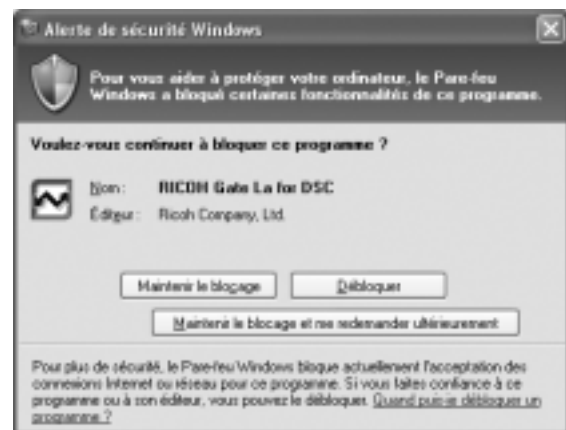 Alerte de sécurité Windows
Pour vous aider à protéger votre ordinateur, le Pare-feu
Windows a bloqué certaines fonctionnalités de ce programme.
Voulez-vous continuer à bloquer ce programme ?
Nom : RICOH Gate La for DSC
Éditeur : Ricoh Company, Ltd.
Maintenir le blocage Débloquer
Maintenir le blocage et me redemander ultérieurement
Pour plus de sécurité, le Pare-feu Windows bloque actuellement l'acceptation des
connexions Internet ou réseau pour ce programme. Si vous faites confiance à ce
programme ou à son éditeur, vous pouvez le débloquer. Quand puis-je débloquer un
programme ?